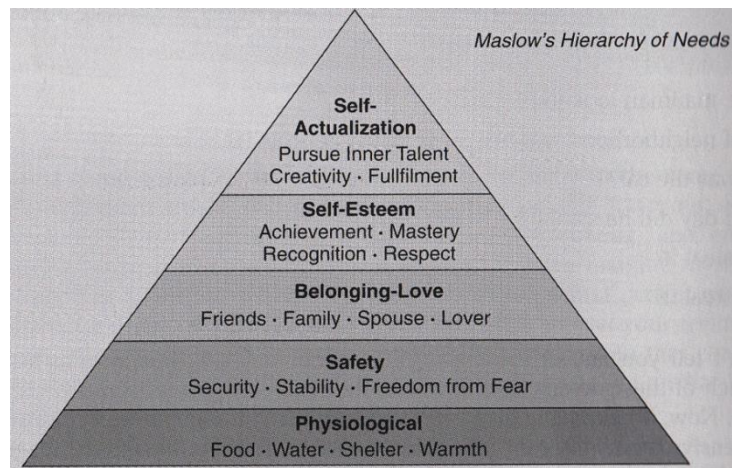 Maslow's Hierarchy of Needs
Self-
Actualization
Pursue Inner Talent
Creativity · Fullfilment
Self-Esteem
Achievement · Mastery
Recognition · Respect
Belonging-Love
Friends · Family · Spouse · Lover
Safety
Security · Stability · Freedom from Fear
Physiological
Food · Water · Shelter · Warmth